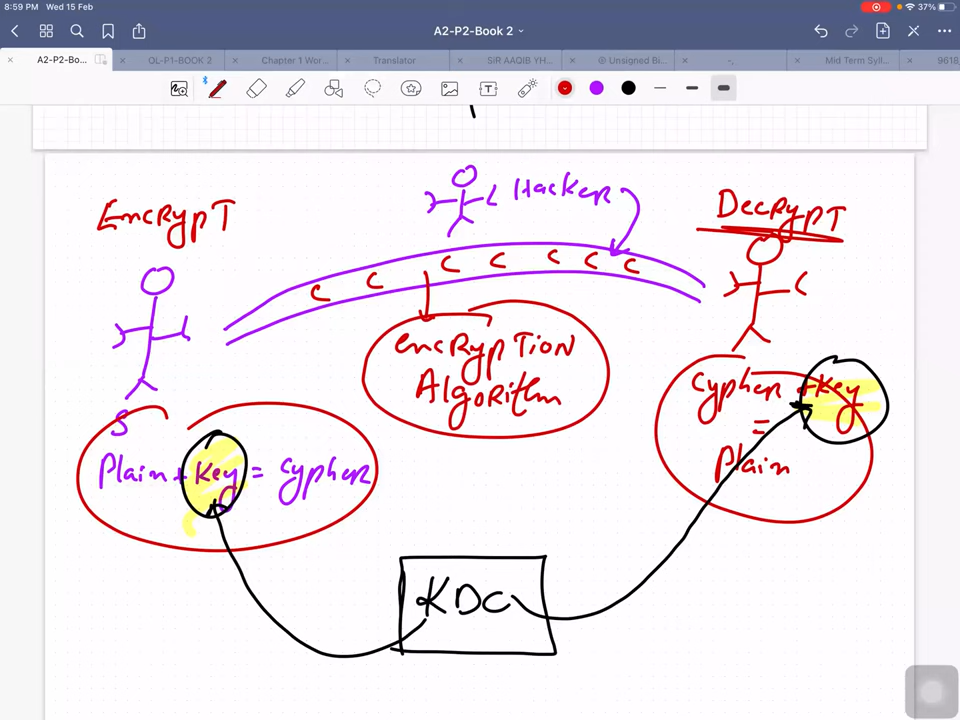 8:59 PM Wed 15 Feb
37%
A2-P2-Book 2
A2-P2-Bo...
OL-P1-BOOK 2
Chapter 1 Wor...
Translator
SIR AAQIB YH...
Unsigned Bi...
Mid Term Syll...
9618
EncrypT
Hacker
DecrypT
C C C C C C C
encrypTion
Algorithm
S
Plain + Key = cypher
cypher + Key
=
plain
KDC